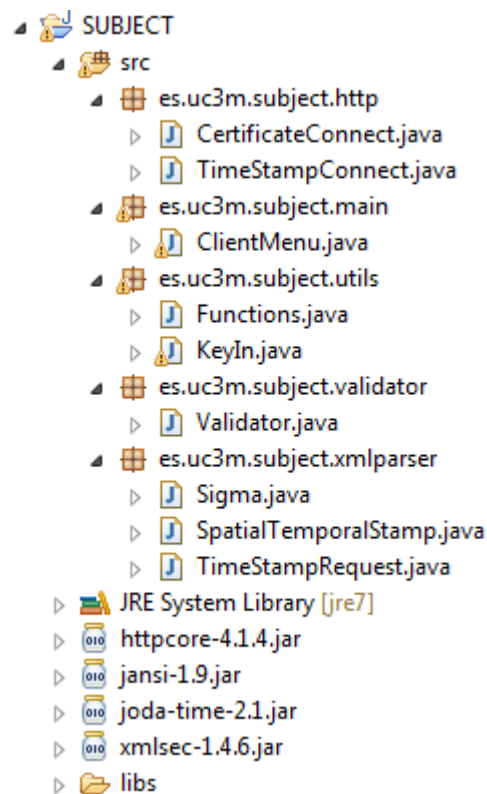 SUBJECT
src
es.uc3m.subject.http
CertificateConnect.java
TimeStampConnect.java
es.uc3m.subject.main
ClientMenu.java
es.uc3m.subject.utils
Functions.java
KeyIn.java
es.uc3m.subject.validator
Validator.java
es.uc3m.subject.xmlparser
Sigma.java
SpatialTemporalStamp.java
TimeStampRequest.java
JRE System Library [jre7]
httpcore-4.1.4.jar
jansi-1.9.jar
joda-time-2.1.jar
xmlsec-1.4.6.jar
libs